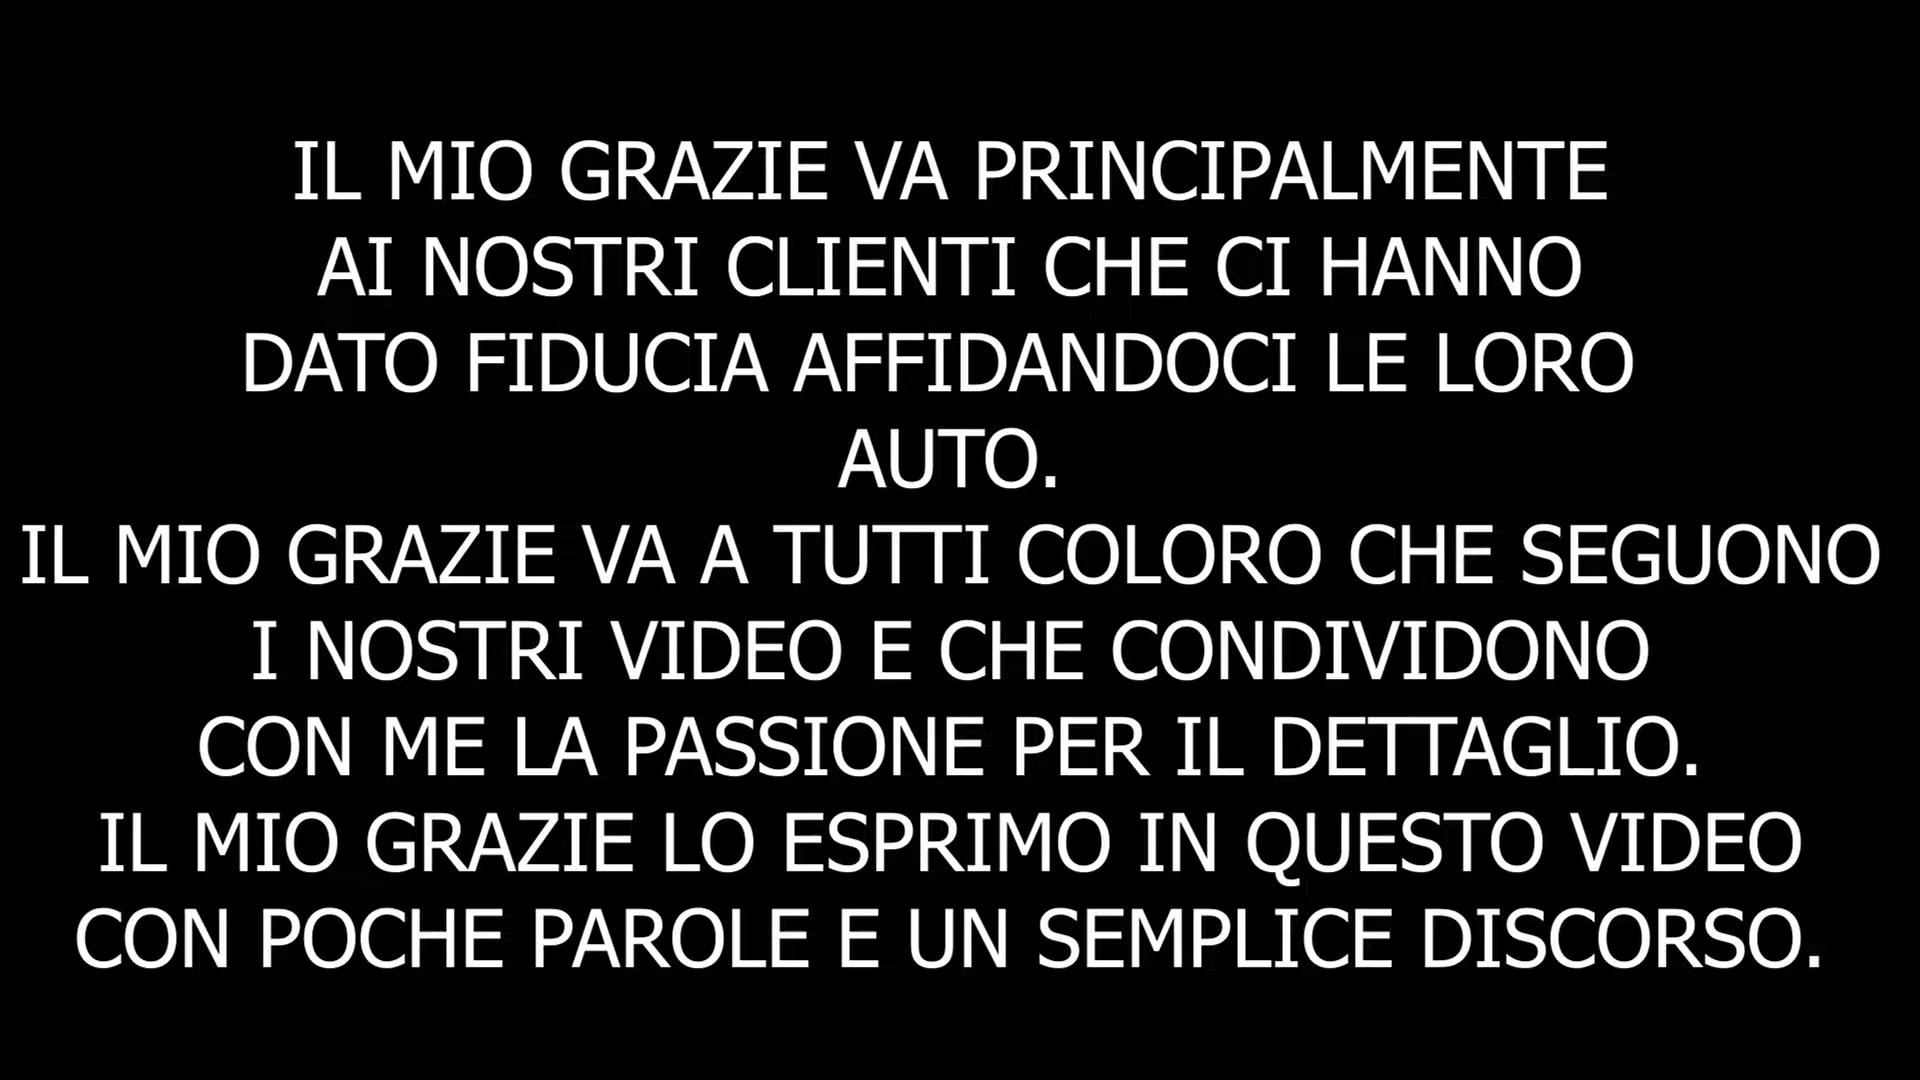 IL MIO GRAZIE VA PRINCIPALMENTE
AI NOSTRI CLIENTI CHE CI HANNO
DATO FIDUCIA AFFIDANDOCI LE LORO
AUTO.
IL MIO GRAZIE VA A TUTTI COLORO CHE SEGUONO
I NOSTRI VIDEO E CHE CONDIVIDONO
CON ME LA PASSIONE PER IL DETTAGLIO.
IL MIO GRAZIE LO ESPRIMO IN QUESTO VIDEO
CON POCHE PAROLE E UN SEMPLICE DISCORSO.